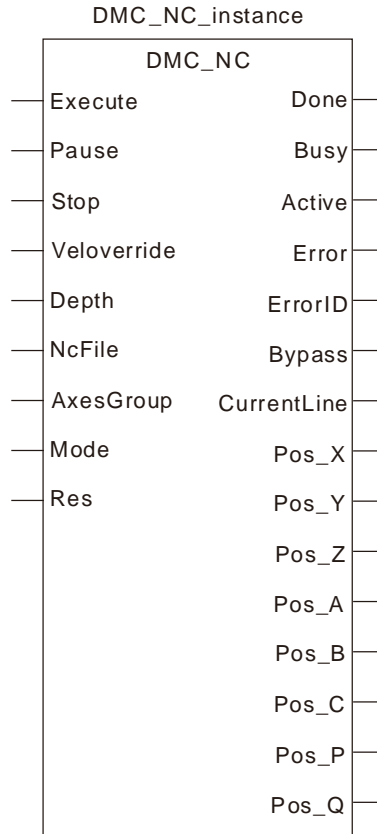 DMC_NC_instance
DMC_NC
Execute Done
Pause Busy
Stop Active
Veloverride Error
Depth ErrorID
NcFile Bypass
AxesGroup CurrentLine
Mode Pos_X
Res Pos_Y
Pos_Z
Pos_A
Pos_B
Pos_C
Pos_P
Pos_Q